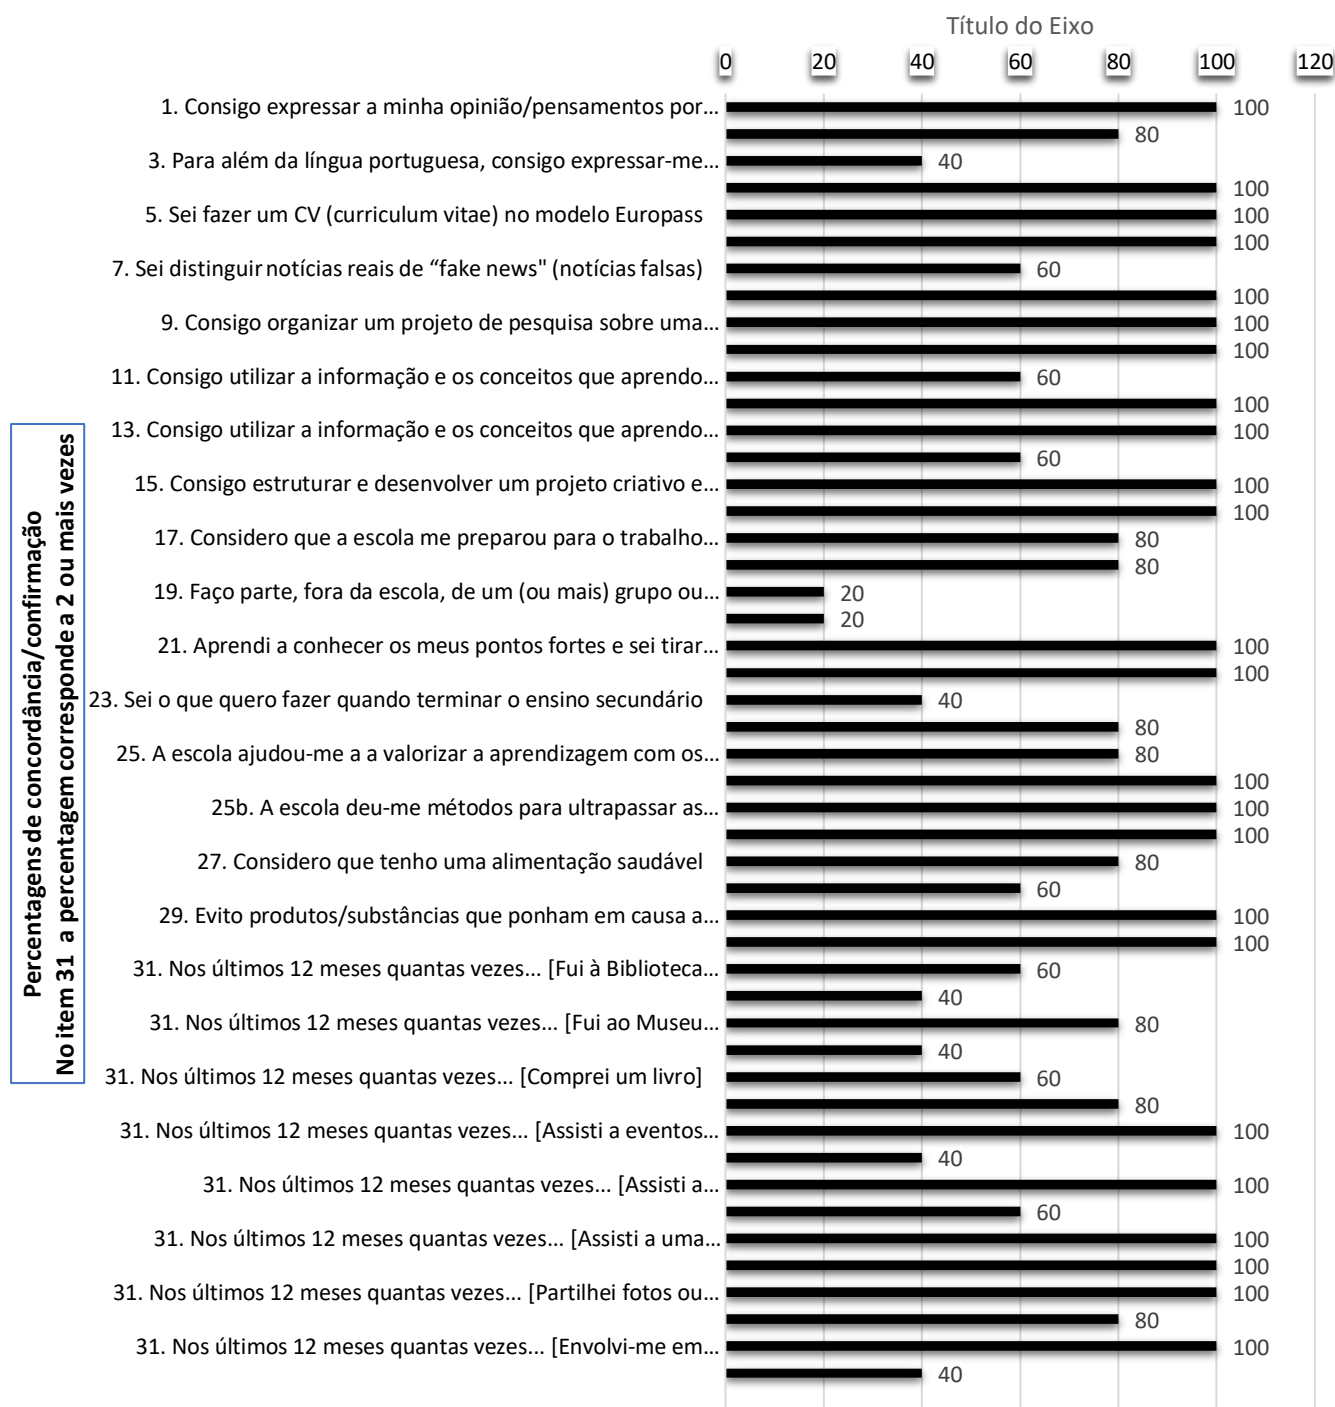 Título do Eixo
0 20 40 60 80 100 120
1. Consigo expressar a minha opinião/pensamentos por... 100
80
3. Para além da língua portuguesa, consigo expressar-me... 40
100
5. Sei fazer um CV (curriculum vitae) no modelo Europass 100
100
7. Sei distinguir notícias reais de “fake news" (notícias falsas) 60
100
9. Consigo organizar um projeto de pesquisa sobre uma... 100
100
11. Consigo utilizar a informação e os conceitos que aprendo... 60
100
13. Consigo utilizar a informação e os conceitos que aprendo... 100
60
15. Consigo estruturar e desenvolver um projeto criativo e... 100
100
17. Considero que a escola me preparou para o trabalho... 80
80
19. Faço parte, fora da escola, de um (ou mais) grupo ou... 20
20
21. Aprendi a conhecer os meus pontos fortes e sei tirar... 100
100
23. Sei o que quero fazer quando terminar o ensino secundário 40
80
25. A escola ajudou-me a a valorizar a aprendizagem com os... 80
100
25b. A escola deu-me métodos para ultrapassar as... 100
100
27. Considero que tenho uma alimentação saudável 80
60
29. Evito produtos/substâncias que ponham em causa a... 100
100
31. Nos últimos 12 meses quantas vezes... [Fui à Biblioteca... 60
40
31. Nos últimos 12 meses quantas vezes... [Fui ao Museu... 80
40
31. Nos últimos 12 meses quantas vezes... [Comprei um livro] 60
80
31. Nos últimos 12 meses quantas vezes... [Assisti a eventos... 100
40
31. Nos últimos 12 meses quantas vezes... [Assisti a... 100
60
31. Nos últimos 12 meses quantas vezes... [Assisti a uma... 100
100
31. Nos últimos 12 meses quantas vezes... [Partilhei fotos ou... 100
80
31. Nos últimos 12 meses quantas vezes... [Envolvi-me em... 100
40
Percentagens de concordância/confirmação
No item 31 a percentagem corresponde a 2 ou mais vezes